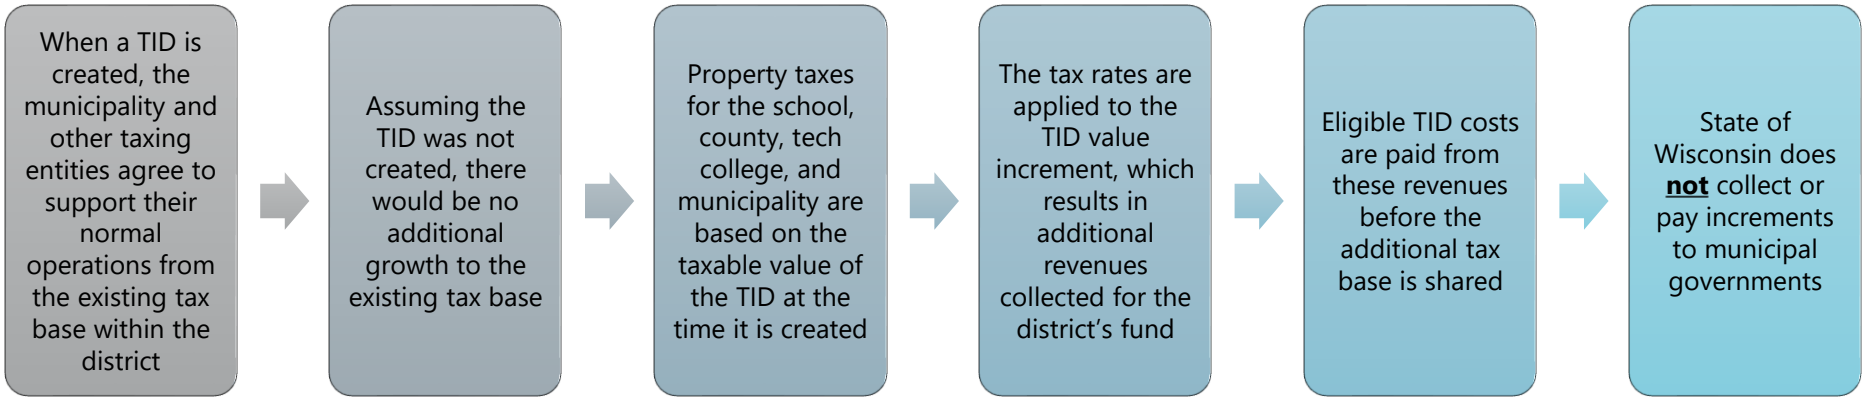 When a TID is
created, the
municipality and
other taxing
entities agree to
support their
normal
operations from
the existing tax
base within the
district
Assuming the
TID was not
created, there
would be no
additional
growth to the
existing tax base
Property taxes
for the school,
county, tech
college, and
municipality are
based on the
taxable value of
the TID at the
time it is created
The tax rates are
applied to the
TID value
increment, which
results in
additional
revenues
collected for the
district’s fund
Eligible TID costs
are paid from
these revenues
before the
additional tax
base is shared
State of
Wisconsin does
not collect or
pay increments
to municipal
governments